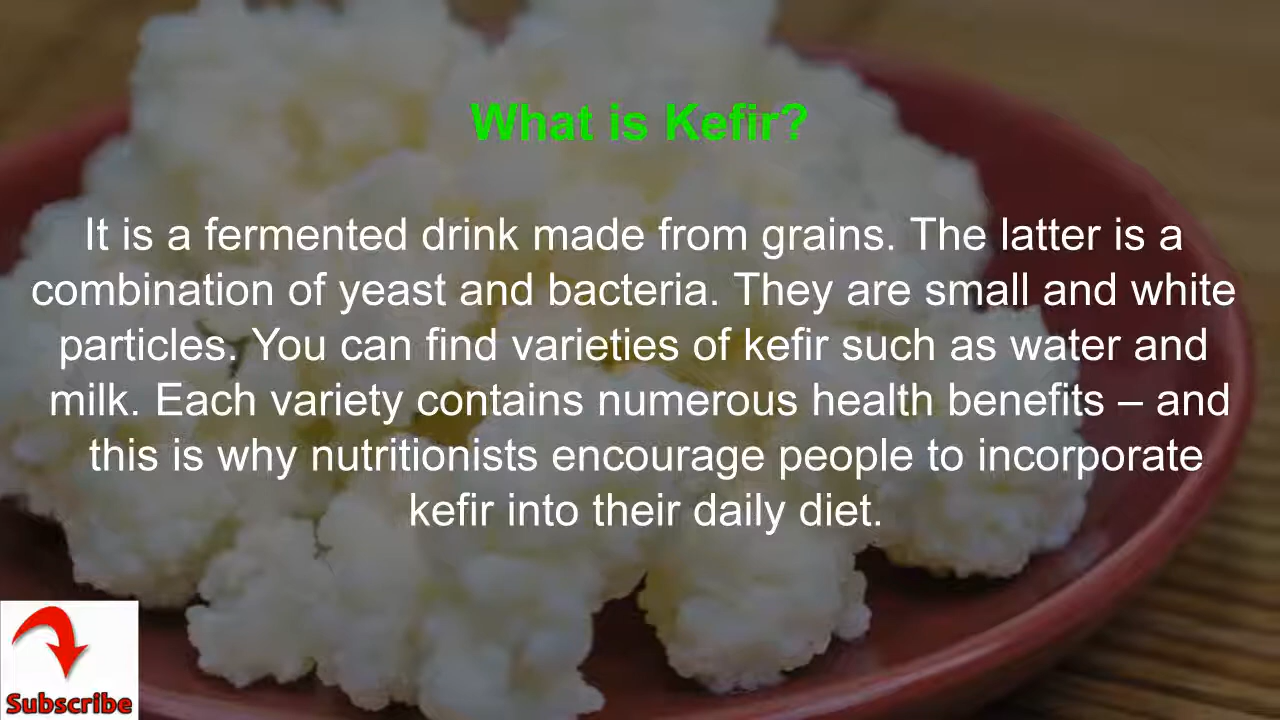 What is Kefir?
It is a fermented drink made from grains. The latter is a
combination of yeast and bacteria. They are small and white
particles. You can find varieties of kefir such as water and
milk. Each variety contains numerous health benefits – and
this is why nutritionists encourage people to incorporate
kefir into their daily diet.
Subscribe